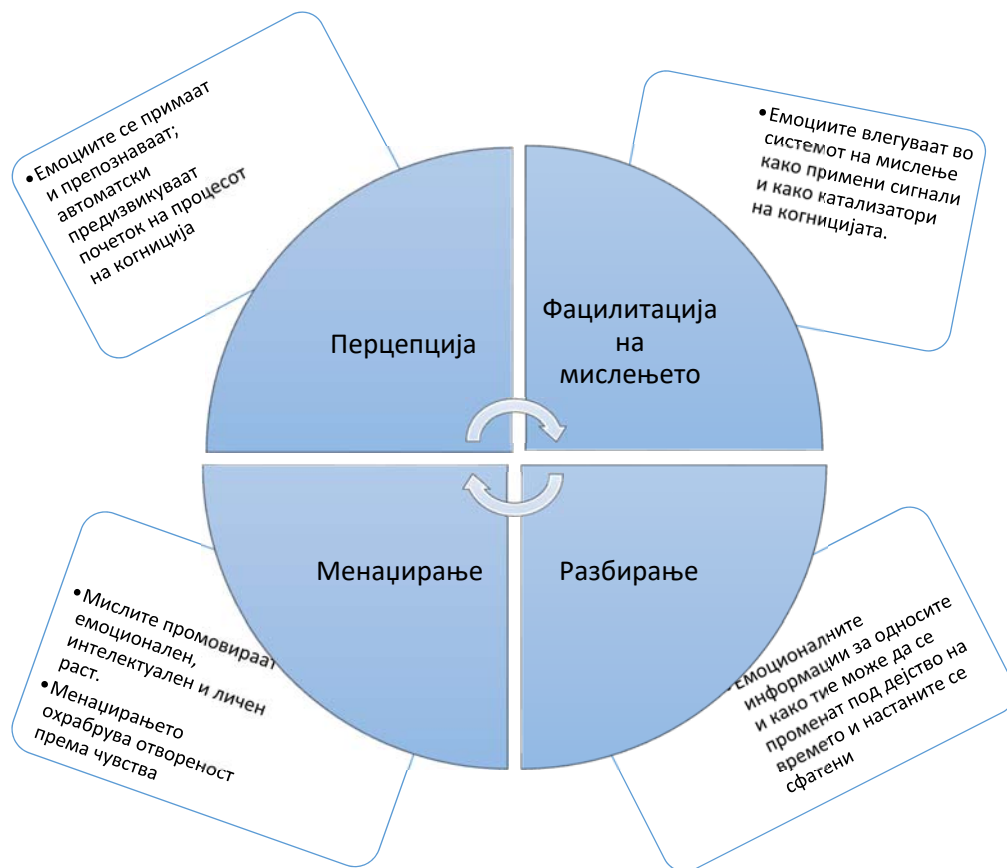 •Емоциите се примаат
и препознаваат;
автоматски
предизвикуваат
почеток на процесот
на когниција
•Емоциите влегуваат во
системот на мислење
како примени сигнали
и како катализатори
на когницијата.
Перцепција
Фацилитација
на
мислењето
Менаџирање
Разбирање
•Мислите промовираат
емоционален,
интелектуален и личен
раст.
•Менаџирањето
охрабрува отвореност
према чувства
•Емоционалните
информации за односите
и како тие може да се
променат под дејство на
времето и настаните се
сфатени